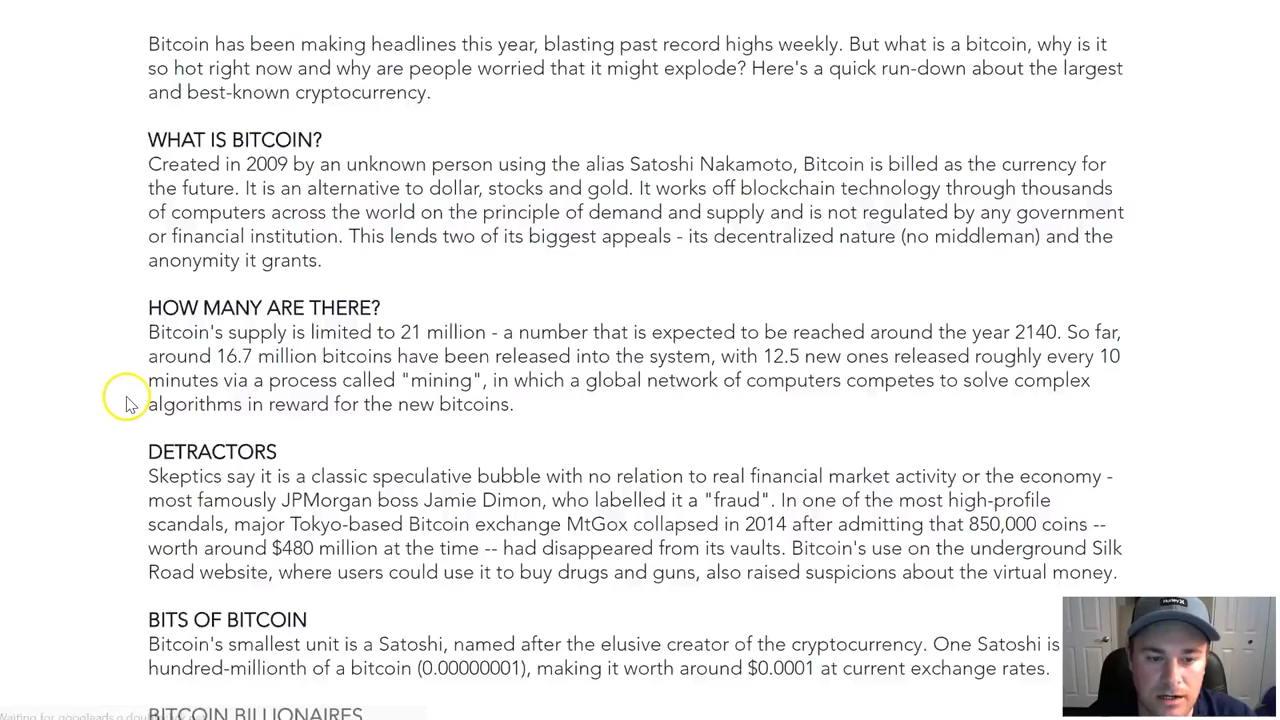 Bitcoin has been making headlines this year, blasting past record highs weekly. But what is a bitcoin, why is it
so hot right now and why are people worried that it might explode? Here's a quick run-down about the largest
and best-known cryptocurrency.
WHAT IS BITCOIN?
Created in 2009 by an unknown person using the alias Satoshi Nakamoto, Bitcoin is billed as the currency for
the future. It is an alternative to dollar, stocks and gold. It works off blockchain technology through thousands
of computers across the world on the principle of demand and supply and is not regulated by any government
or financial institution. This lends two of its biggest appeals - its decentralized nature (no middleman) and the
anonymity it grants.
HOW MANY ARE THERE?
Bitcoin's supply is limited to 21 million - a number that is expected to be reached around the year 2140. So far,
around 16.7 million bitcoins have been released into the system, with 12.5 new ones released roughly every 10
minutes via a process called "mining", in which a global network of computers competes to solve complex
algorithms in reward for the new bitcoins.
DETRACTORS
Skeptics say it is a classic speculative bubble with no relation to real financial market activity or the economy -
most famously JPMorgan boss Jamie Dimon, who labelled it a "fraud". In one of the most high-profile
scandals, major Tokyo-based Bitcoin exchange MtGox collapsed in 2014 after admitting that 850,000 coins --
worth around $480 million at the time -- had disappeared from its vaults. Bitcoin's use on the underground Silk
Road website, where users could use it to buy drugs and guns, also raised suspicions about the virtual money.
BITS OF BITCOIN
Bitcoin's smallest unit is a Satoshi, named after the elusive creator of the cryptocurrency. One Satoshi is
hundred-millionth of a bitcoin (0.00000001), making it worth around $0.0001 at current exchange rates.
BITCOIN BILLIONAIRES